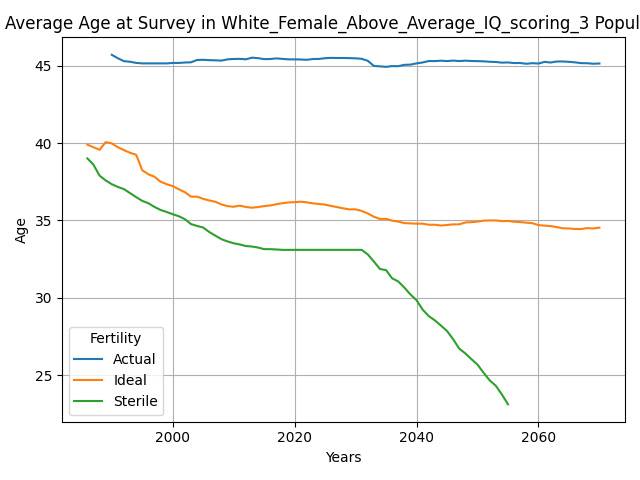 Average Age at Survey in White_Female_Above_Average_IQ_scoring_3 Popul
45
40
35
30
25
Age
Fertility
Actual
Ideal
Sterile
2000
2020
2040
2060
Years